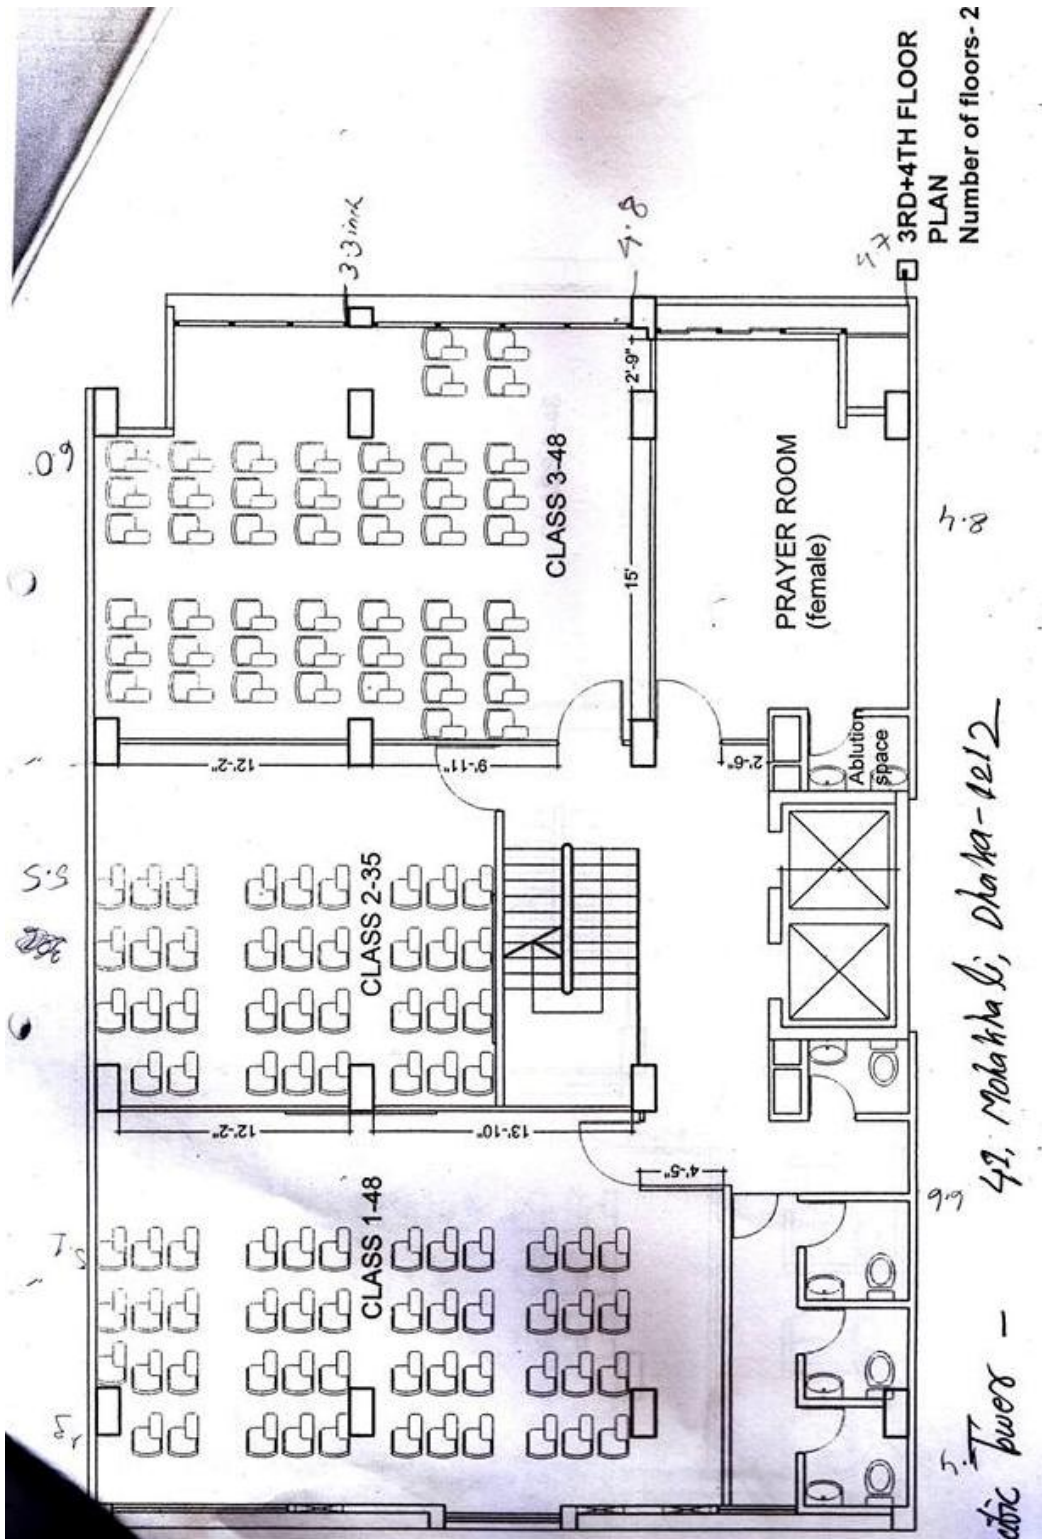 3RD+4TH FLOOR
PLAN
Number of floors- 2
4.7
3.3 inch
4.8
6.0
CLASS 3-48
2'-9"
15'
PRAYER ROOM
(female)
4.8
12'-2"
9'-11"
2'-6"
Ablution
space
5.5
CLASS 2-35
12'-2"
13'-10"
4'-5"
CLASS 1-48
Tower — 42, Mohakhali, Dhaka-1212